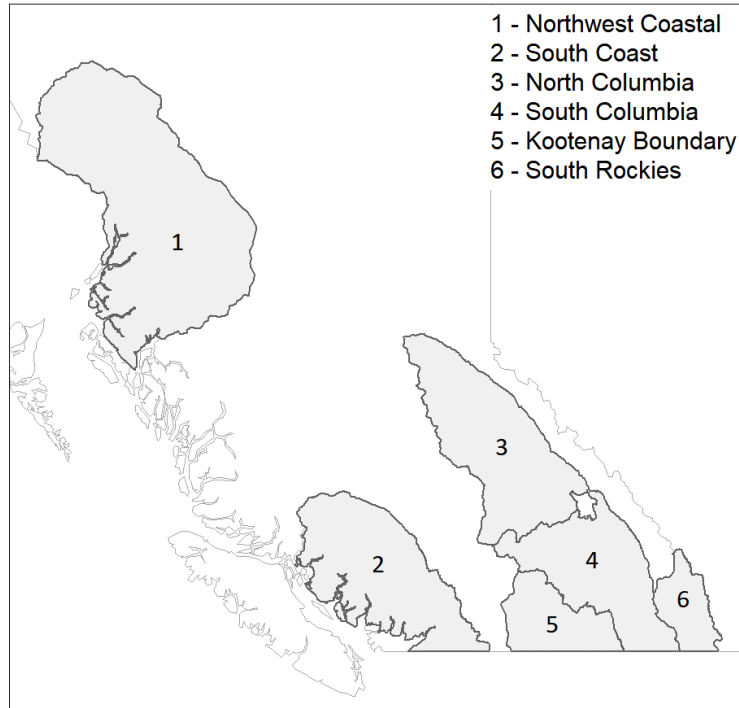 1 - Northwest Coastal
2 - South Coast
3 - North Columbia
4 - South Columbia
5 - Kootenay Boundary
6 - South Rockies
1
3
2
4
6
5